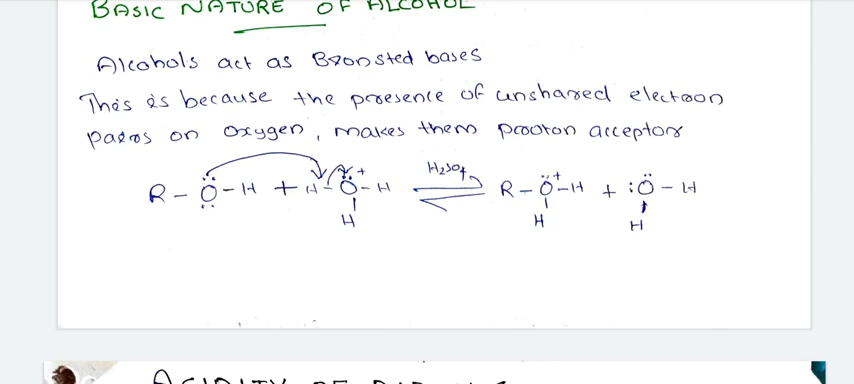 BASIC NATURE OF ALCOHOL
Alcohols act as Bronsted bases
This is because the presence of unshared electron
pairs on oxygen, makes them proton acceptors
R - Ö - H + H - Ö⁺ - H ⇌ H₂SO₄ R - Ö⁺ - H + :Ö - H
H H H